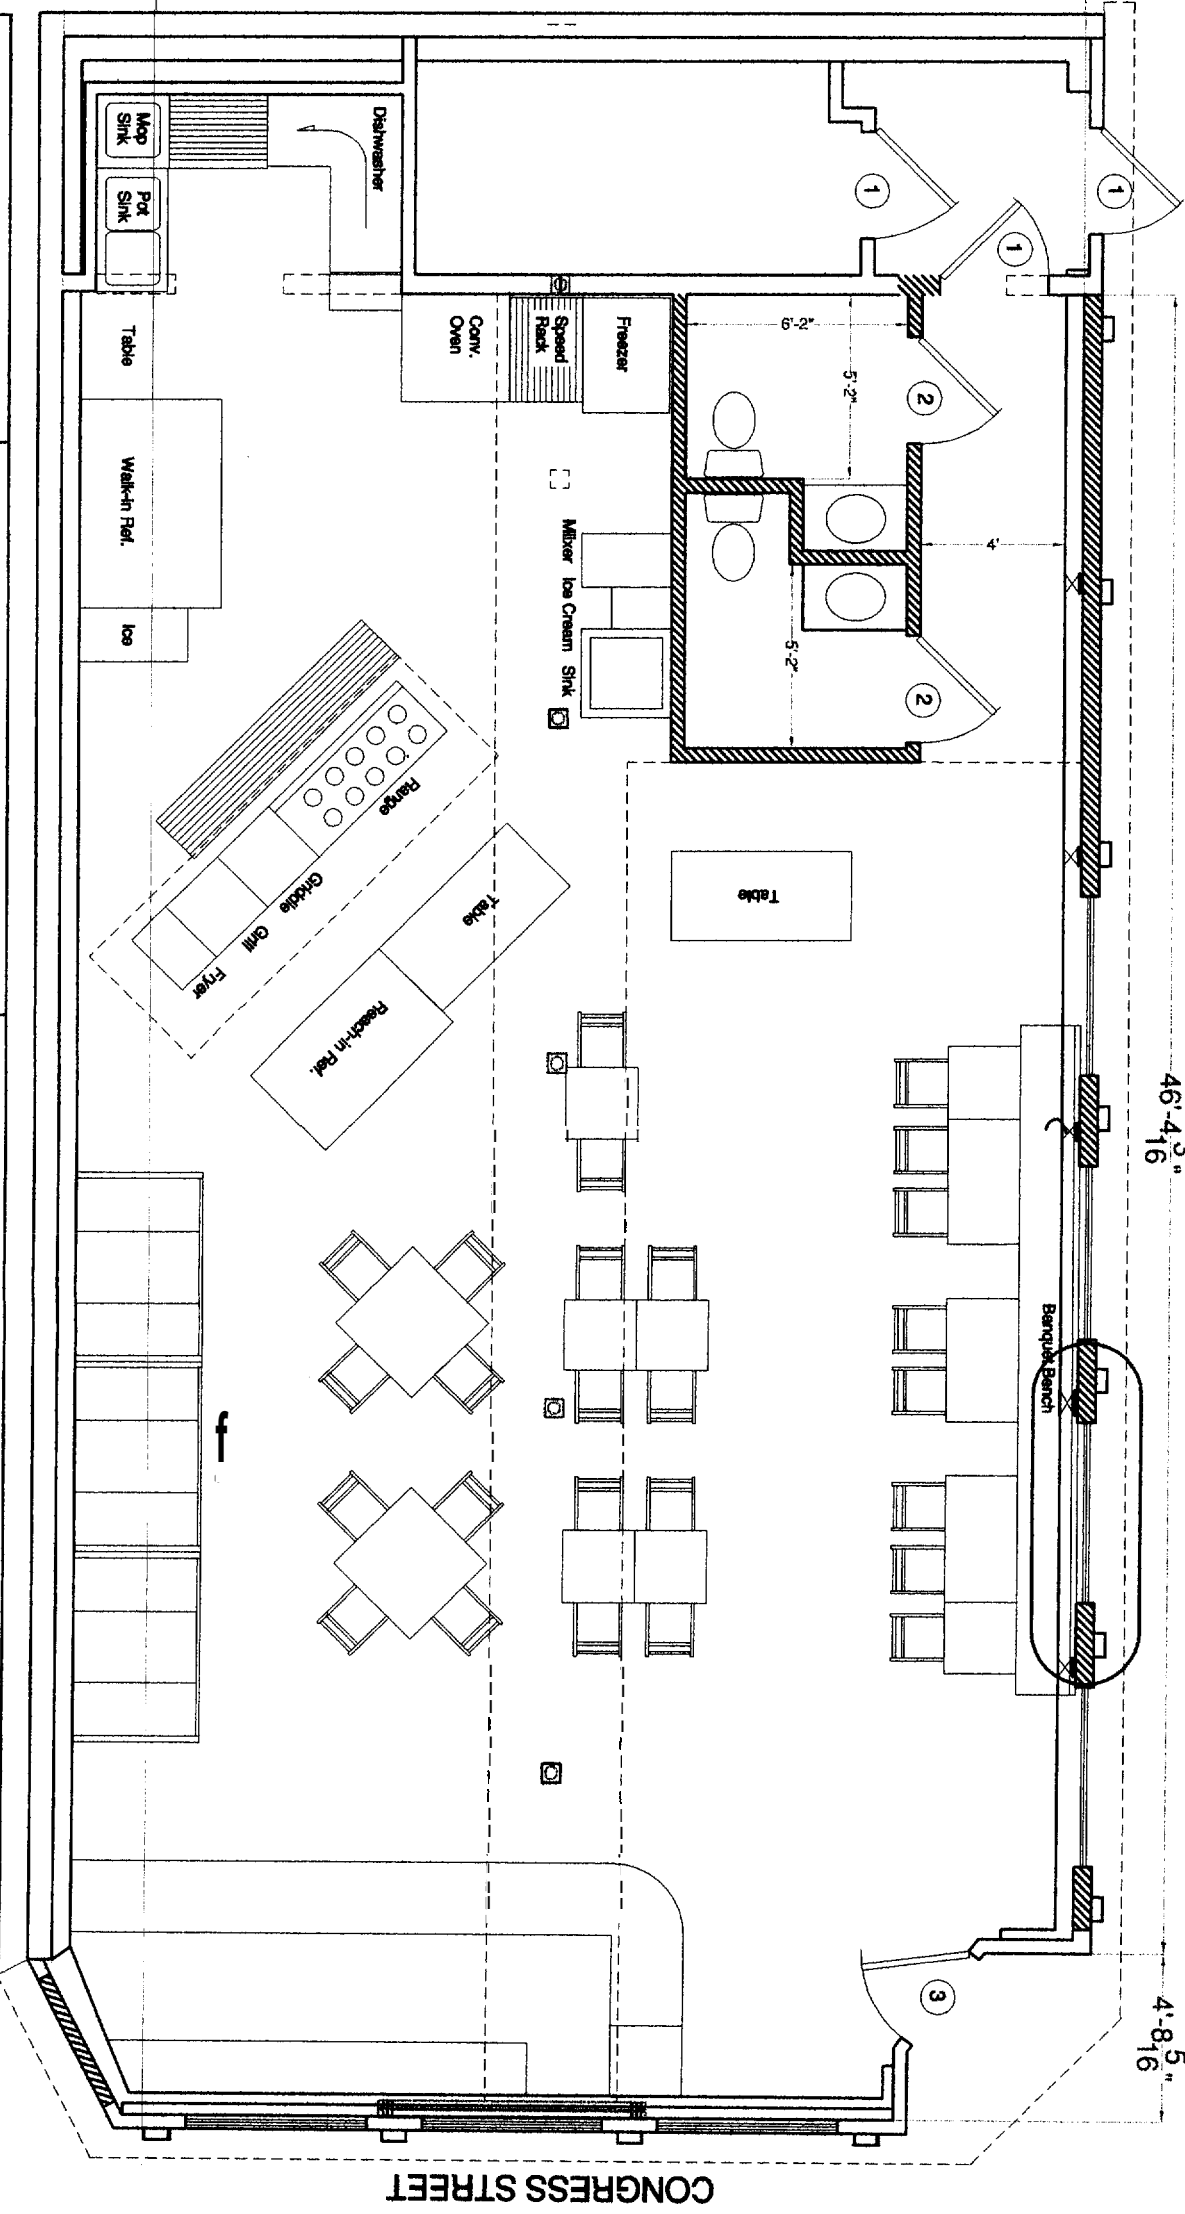 Dishwasher
Mop
Sink
Pot
Sink
1
1
1
Table
Conv.
Oven
Speed
Rack
Freezer
6'-2"
5'-2"
2
Walk-in Ref.
Ice
Mixer Ice Cream Sink
4'
5'-2"
2
Range
Griddle
Grill
Fryer
Table
Reach-in Ref.
Table
46'-4 3/16"
Banquet Bench
3
4'-8 5/16"
CONGRESS STREET